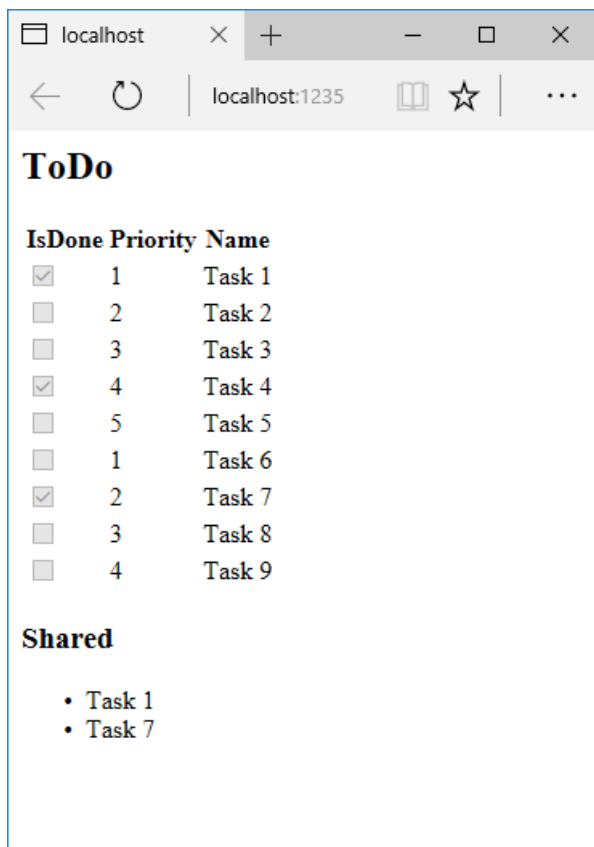 localhost
localhost:1235
ToDo
IsDone Priority Name
1 Task 1
2 Task 2
3 Task 3
4 Task 4
5 Task 5
1 Task 6
2 Task 7
3 Task 8
4 Task 9
Shared
• Task 1
• Task 7